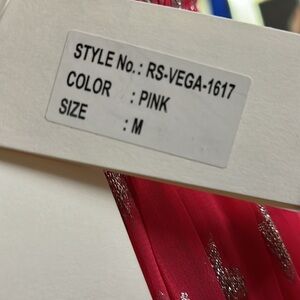 STYLE No.: RS-VEGA-1617
COLOR : PINK
SIZE : M